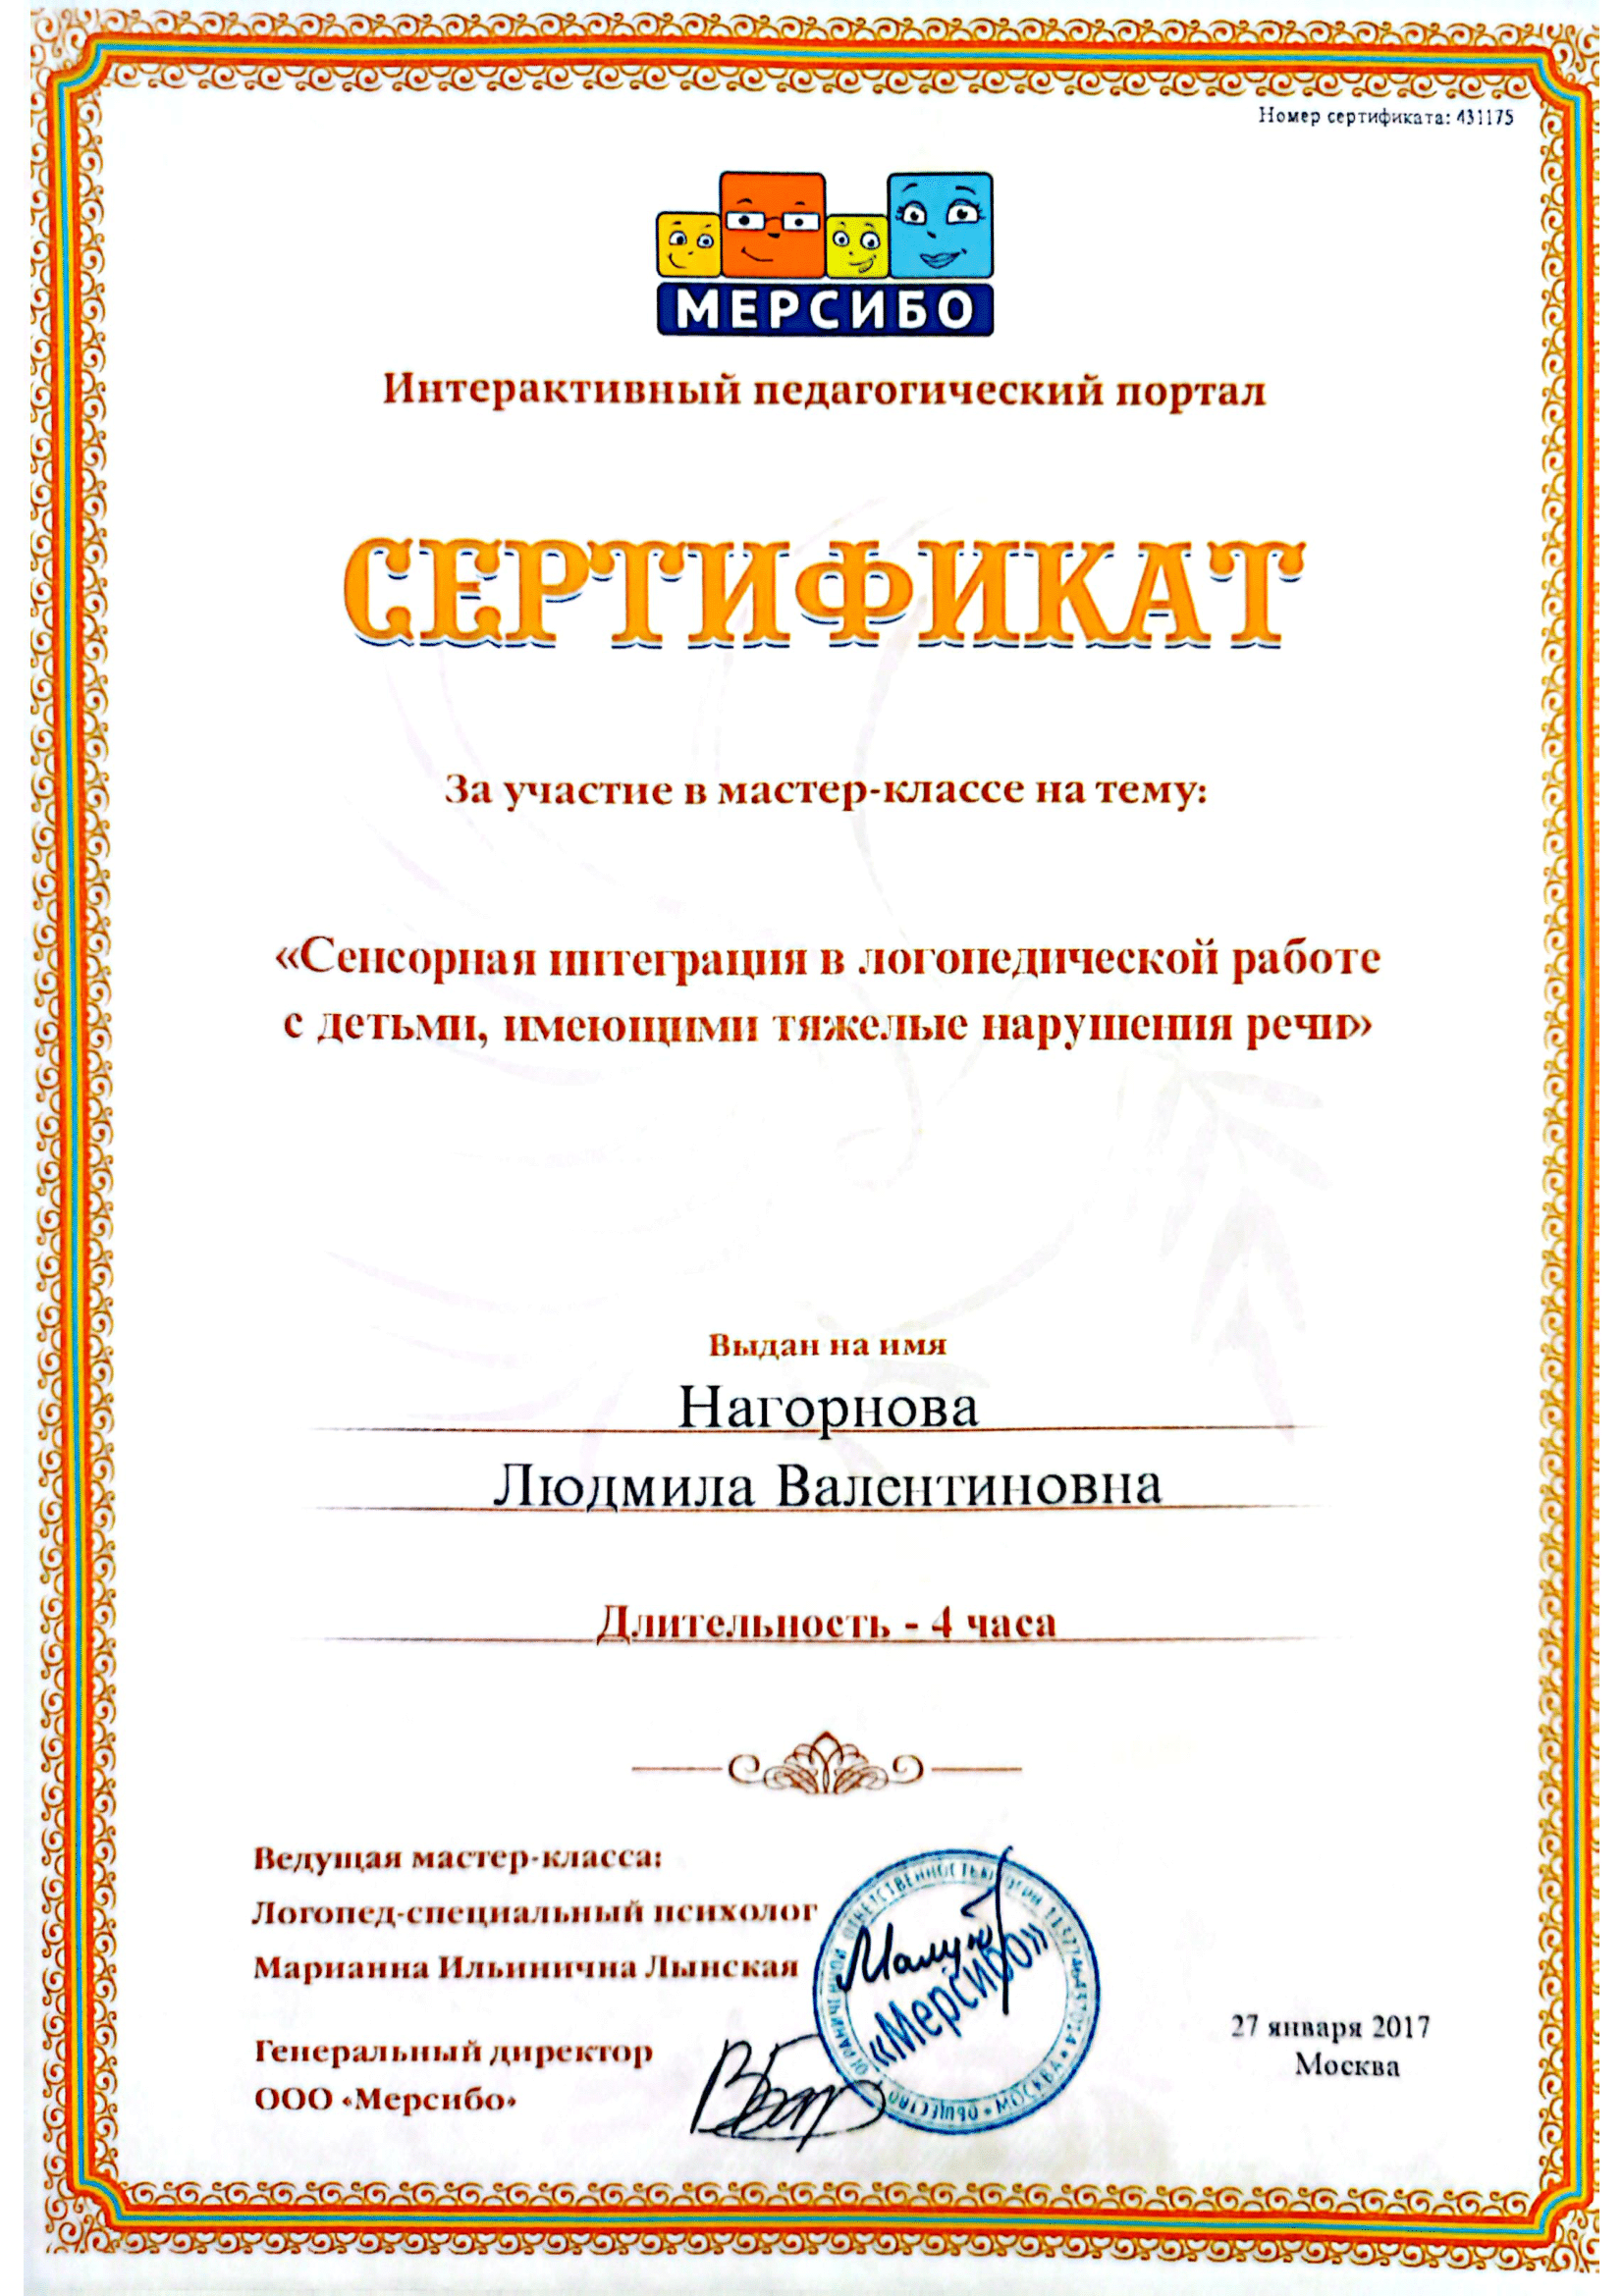 Номер сертификата: 431175
МЕРСИБО
Интерактивный педагогический портал
СЕРТИФИКАТ
За участие в мастер-классе на тему:
«Сенсорная интеграция в логопедической работе
с детьми, имеющими тяжелые нарушения речи»
Выдан на имя
Нагорнова
Людмила Валентиновна
Длительность - 4 часа
Ведущая мастер-класса:
Логопед-специальный психолог
Марианна Ильинична Лынская
Генеральный директор
ООО «Мерсибо»
«Мерсибо»
ОБЩЕСТВО
ОТВЕТСТВЕННОСТЬЮ
МОСКВА
27 января 2017
Москва